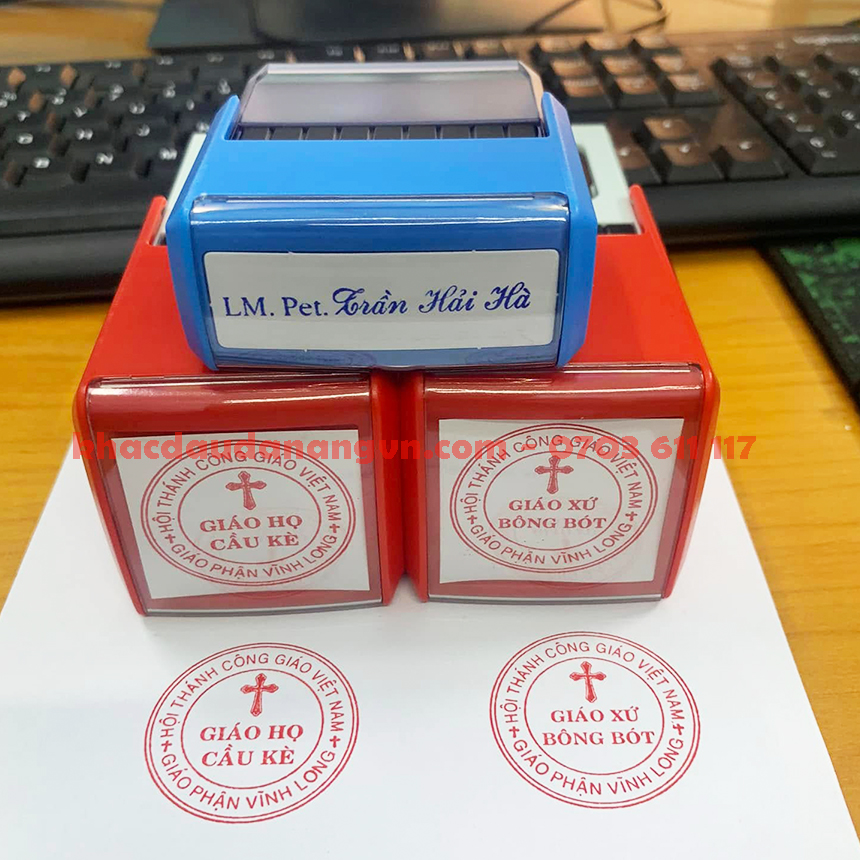 LM. Pet. Trần Hải Hà
khacdaudanangvn.com - 0703 611 117
HỘI THÁNH CÔNG GIÁO VIỆT NAM
GIÁO HỌ
CẦU KÈ
GIÁO PHẬN VĨNH LONG
HỘI THÁNH CÔNG GIÁO VIỆT NAM
GIÁO XỨ
BÔNG BÓT
GIÁO PHẬN VĨNH LONG
HỘI THÁNH CÔNG GIÁO VIỆT NAM
GIÁO HỌ
CẦU KÈ
GIÁO PHẬN VĨNH LONG
HỘI THÁNH CÔNG GIÁO VIỆT NAM
GIÁO XỨ
BÔNG BÓT
GIÁO PHẬN VĨNH LONG